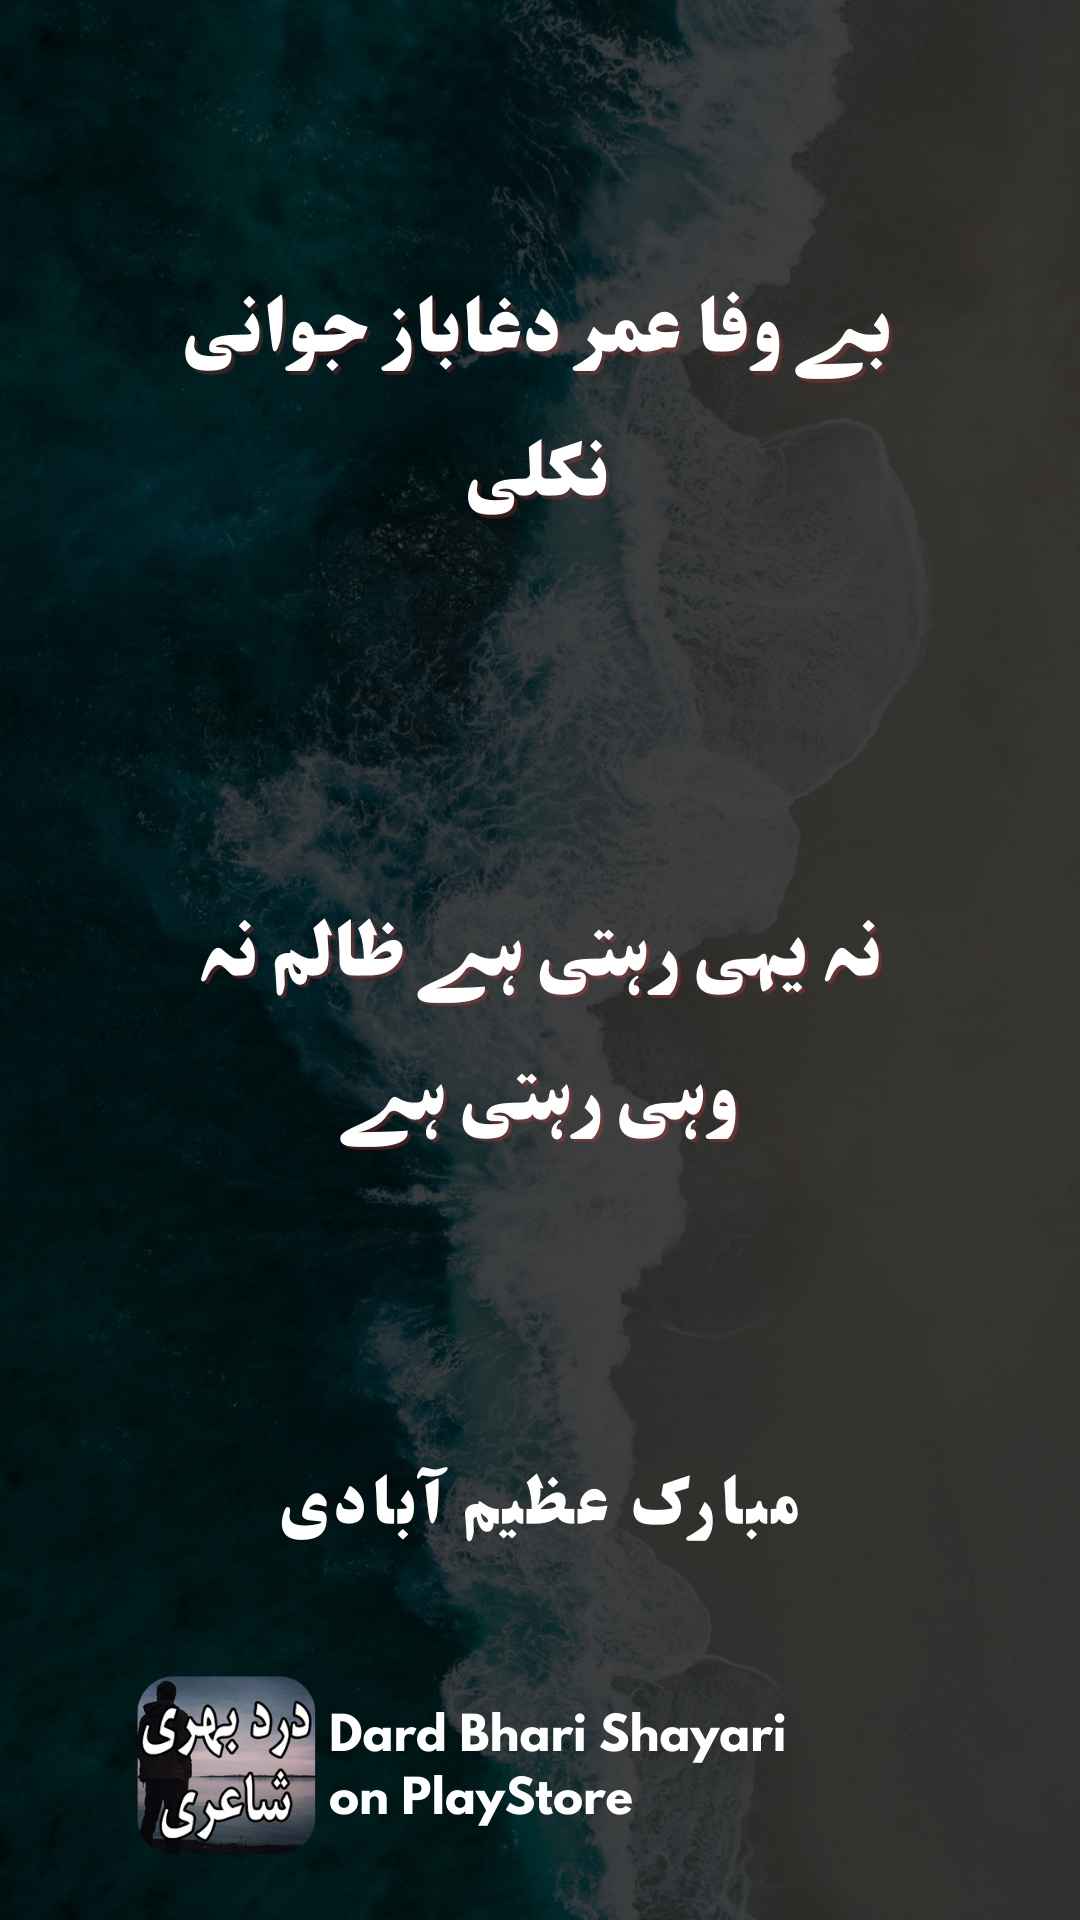 بے وفا عمر دغاباز جوانی
نکلی
نہ یہی رہتی ہے ظالم نہ
وہی رہتی ہے
مبارک عظیم آبادی
درد بھری
شاعری
Dard Bhari Shayari
on PlayStore